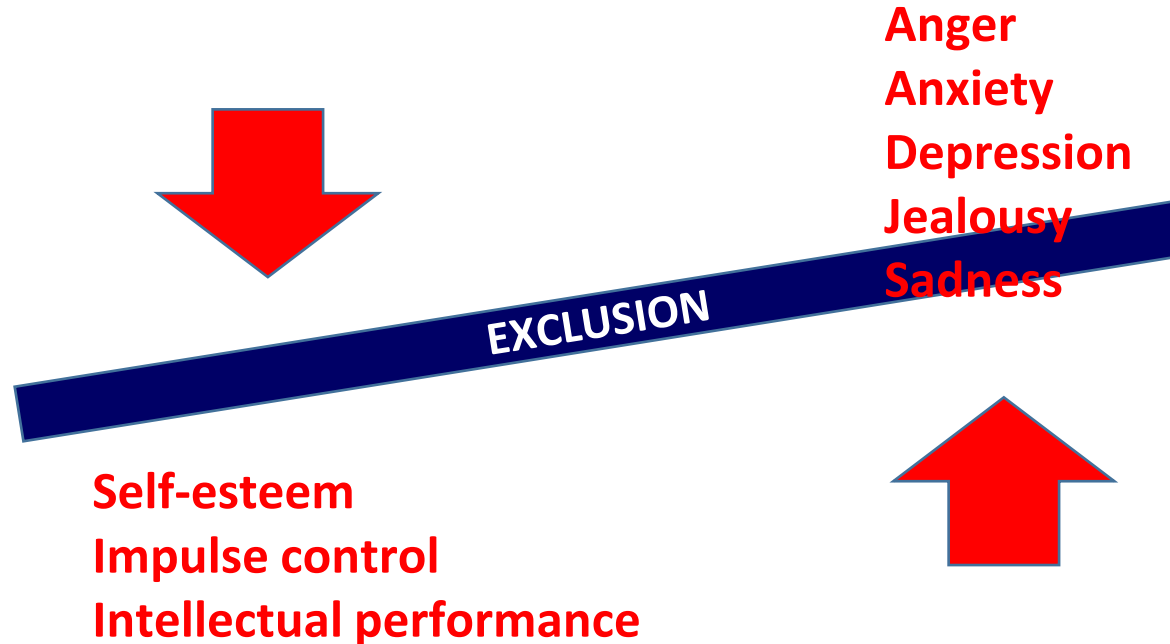 Anger
Anxiety
Depression
Jealousy
Sadness
EXCLUSION
Self-esteem
Impulse control
Intellectual performance